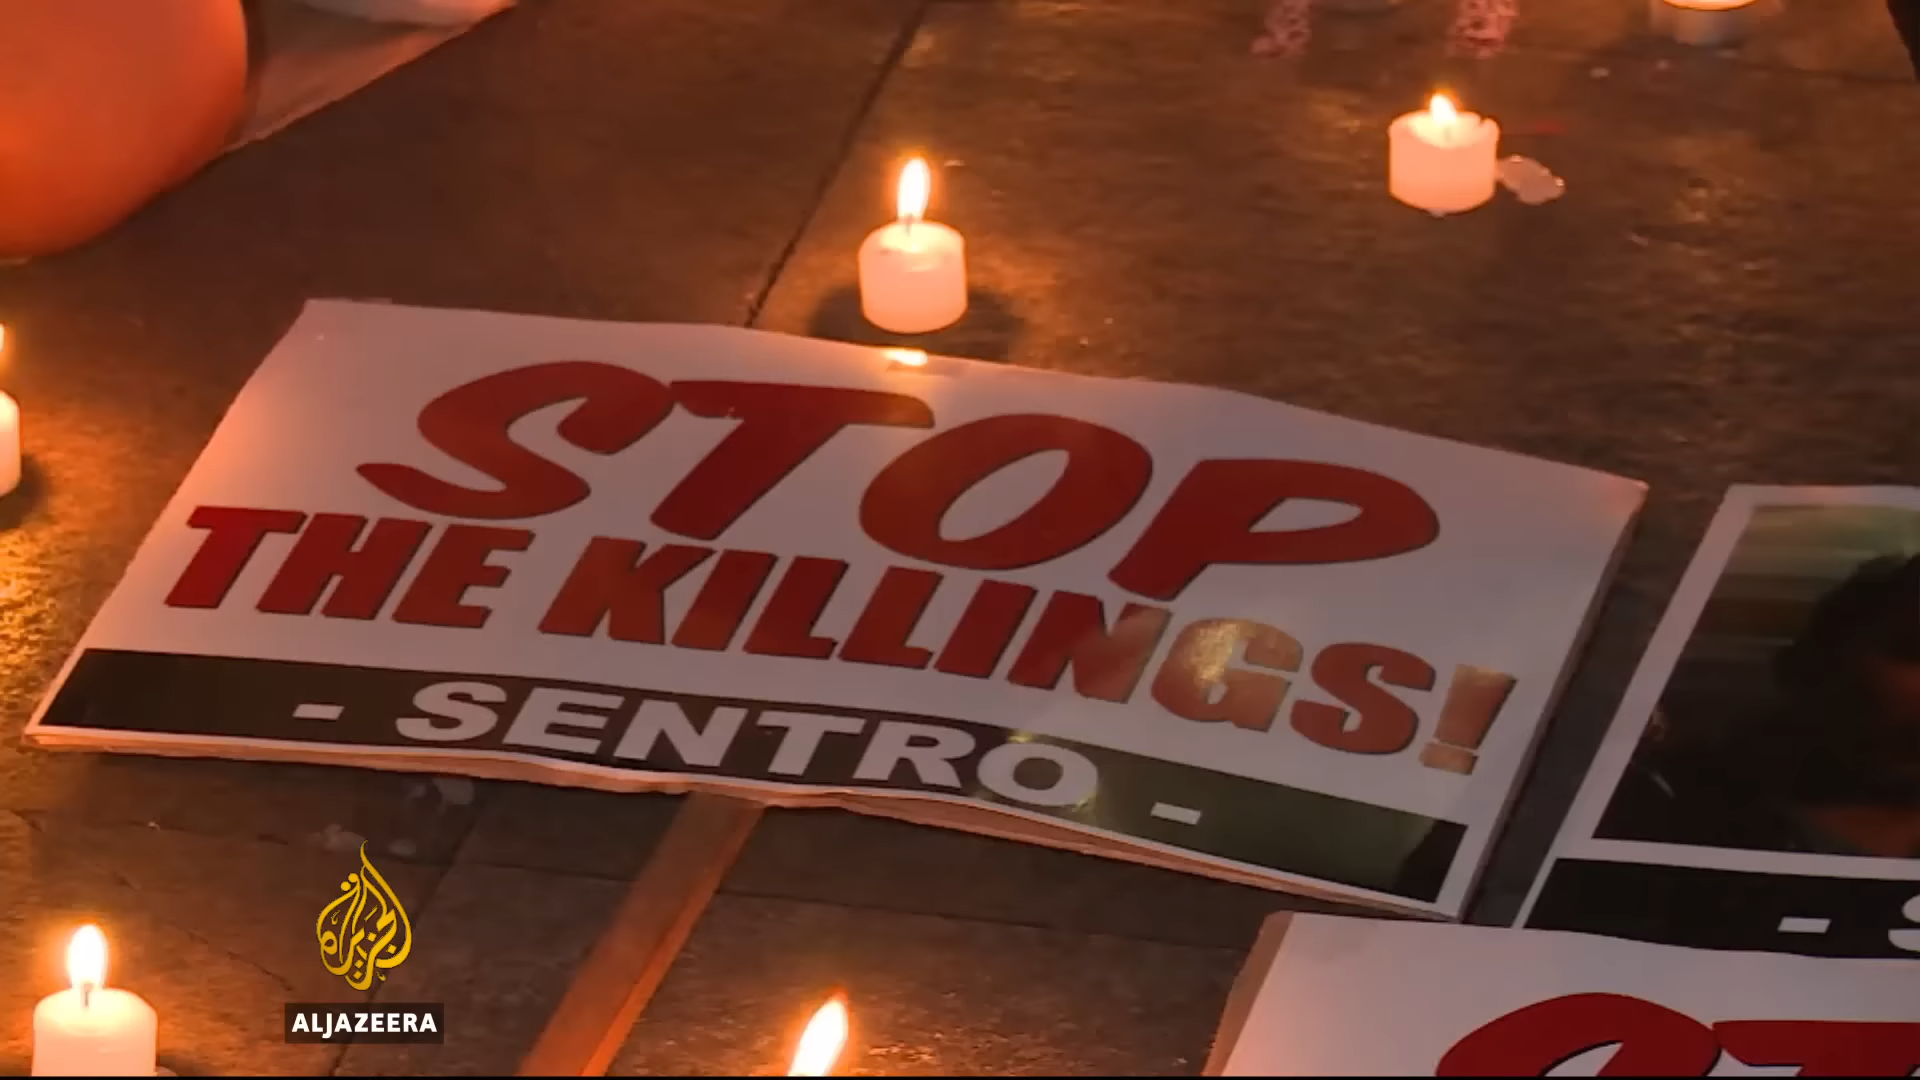 STOP
THE KILLINGS!
- SENTRO -
الجزيرة
ALJAZEERA